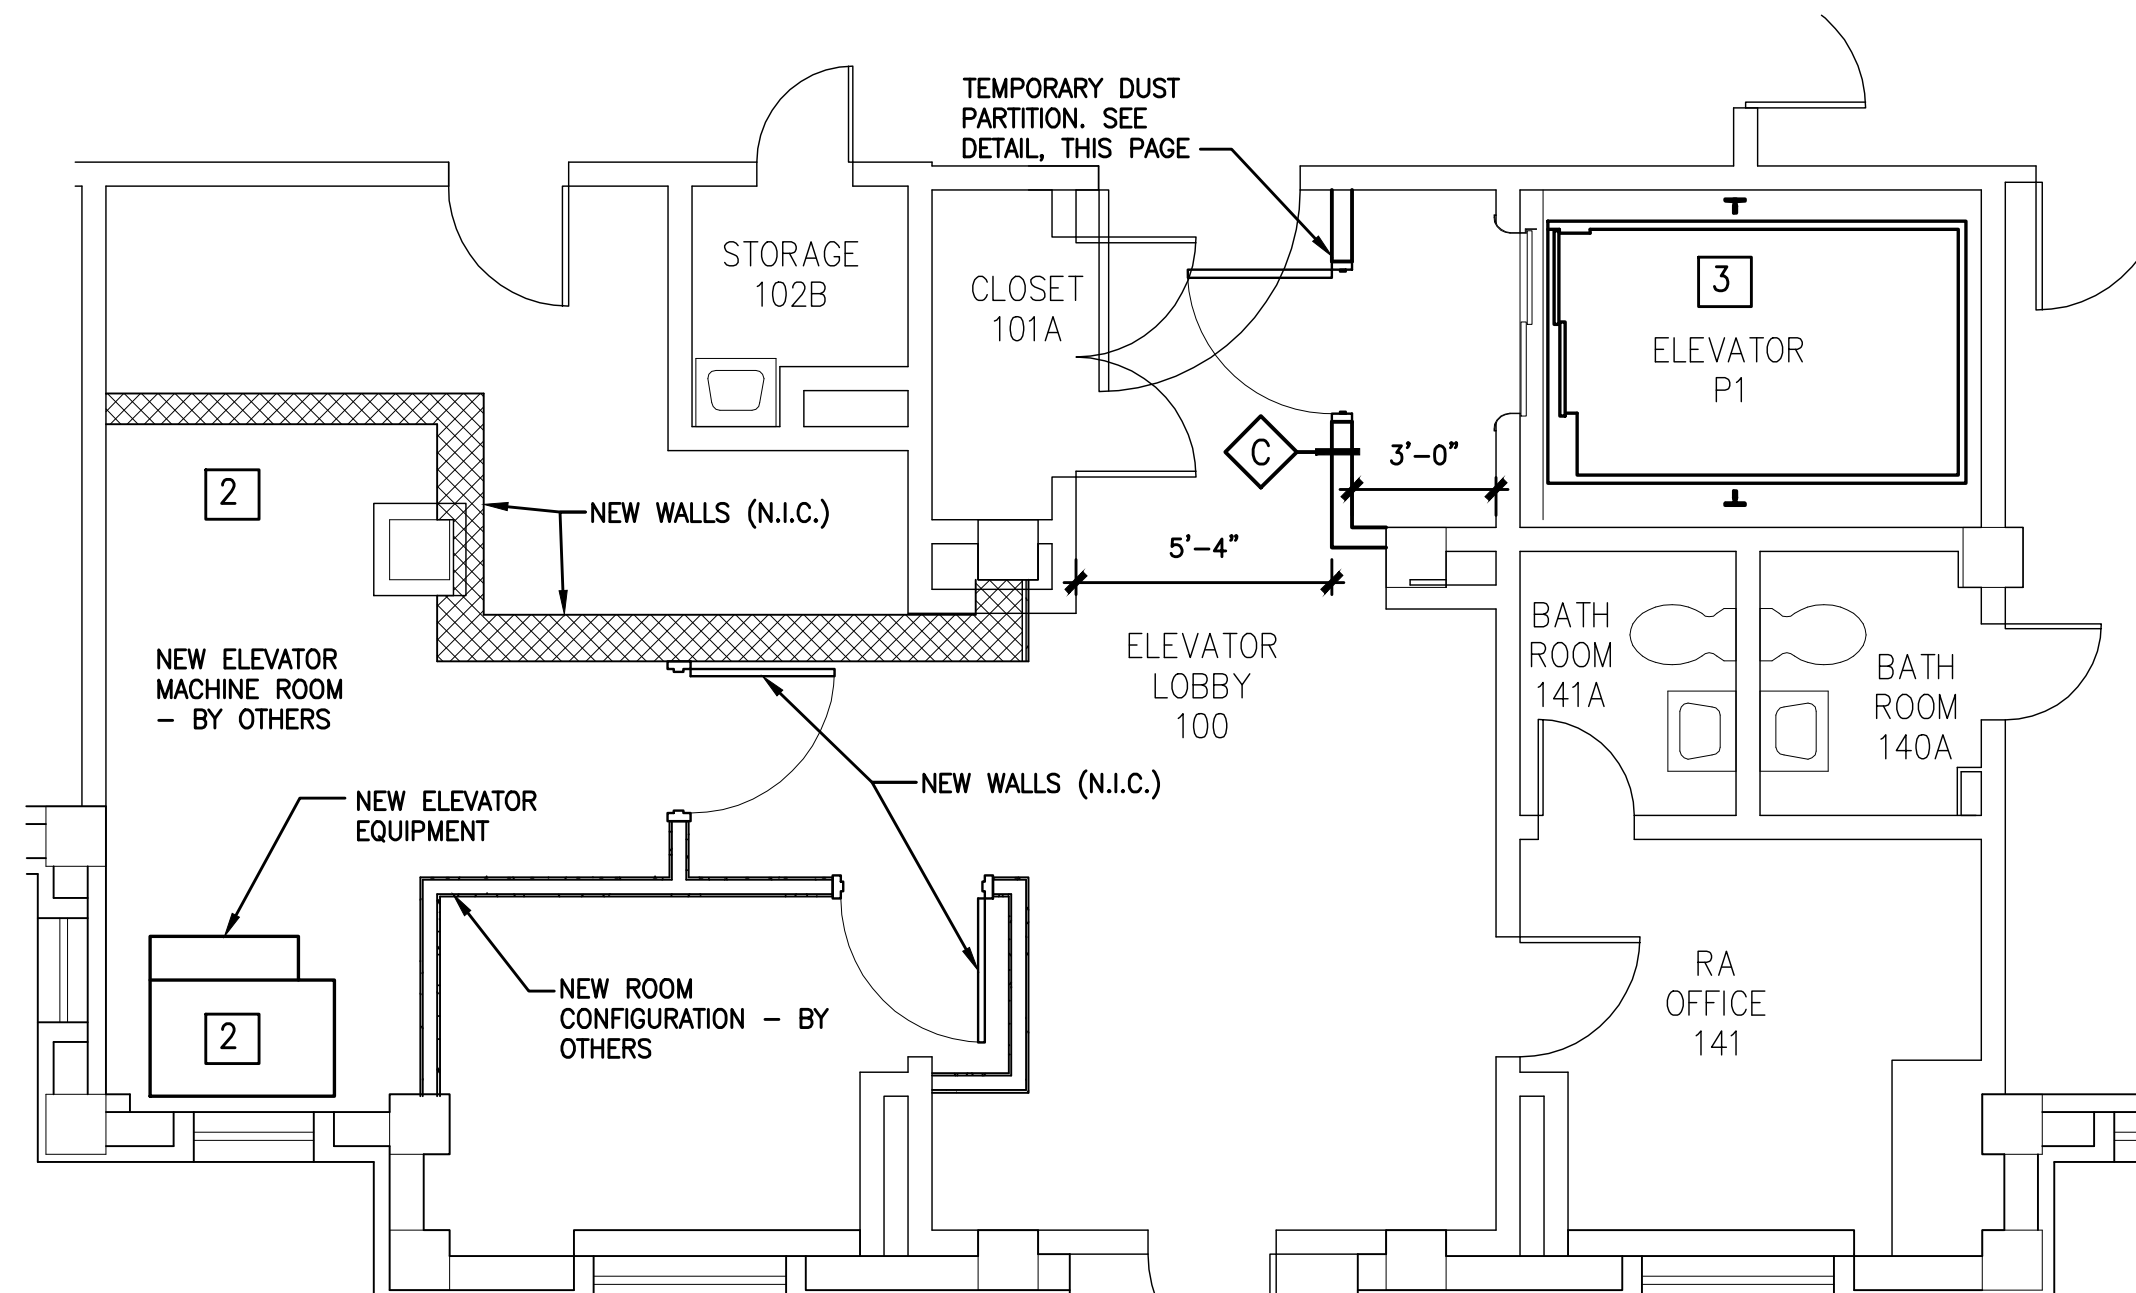 TEMPORARY DUST
PARTITION. SEE
DETAIL, THIS PAGE
STORAGE
102B
CLOSET
101A
3
ELEVATOR
P1
C
3'-0"
2
NEW WALLS (N.I.C.)
5'-4"
NEW ELEVATOR
MACHINE ROOM
- BY OTHERS
ELEVATOR
LOBBY
100
BATH
ROOM
141A
BATH
ROOM
140A
NEW WALLS (N.I.C.)
NEW ELEVATOR
EQUIPMENT
NEW ROOM
CONFIGURATION - BY
OTHERS
RA
OFFICE
141
2